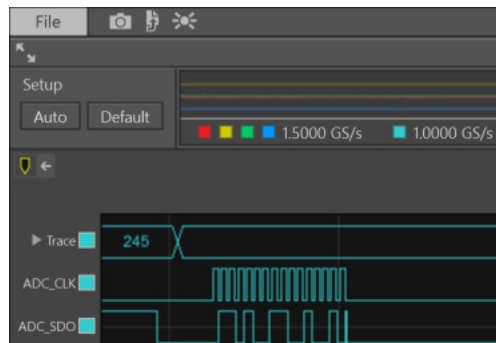 File
Setup
Auto Default
1.5000 GS/s 1.0000 GS/s
Trace 245
ADC_CLK
ADC_SDO